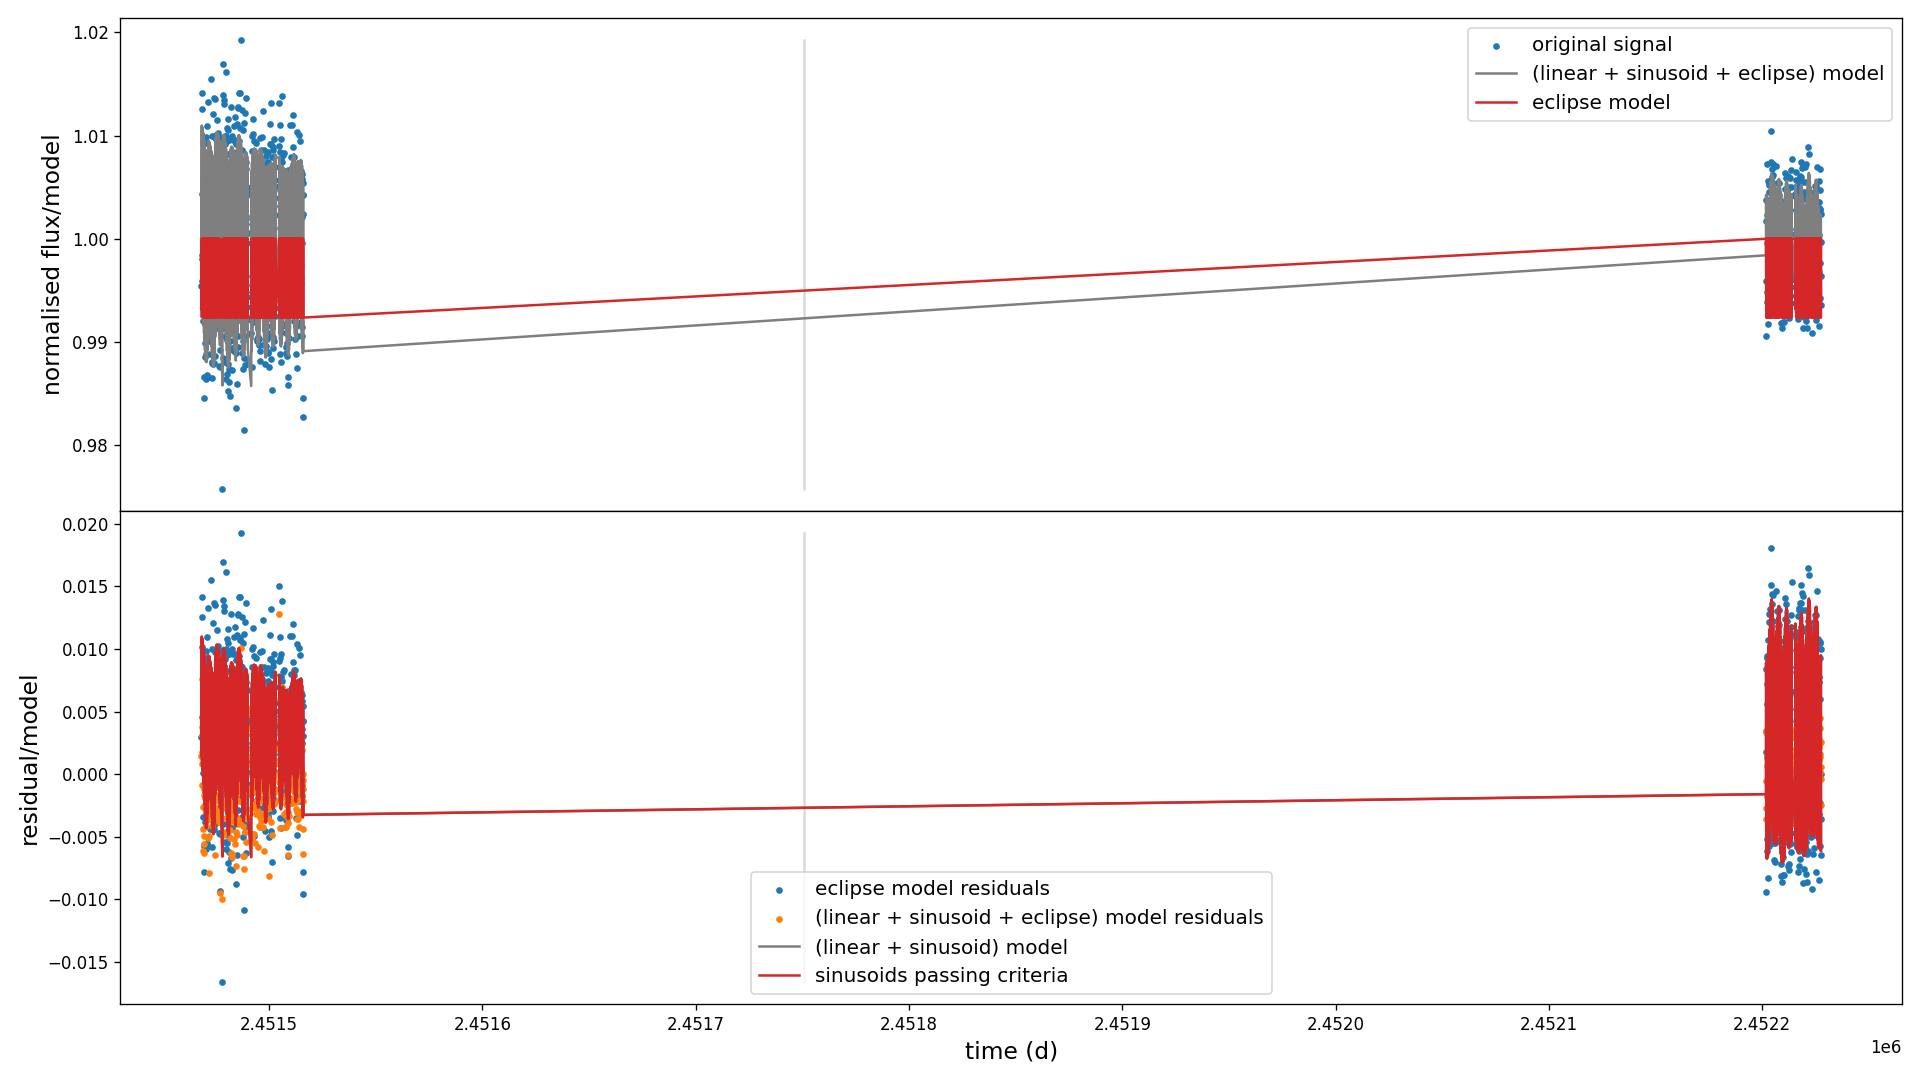 1.02
1.01
1.00
0.99
0.98
normalised flux/model
original signal
(linear + sinusoid + eclipse) model
eclipse model
0.020
0.015
0.010
0.005
0.000
−0.005
−0.010
−0.015
residual/model
eclipse model residuals
(linear + sinusoid + eclipse) model residuals
(linear + sinusoid) model
sinusoids passing criteria
2.4515 2.4516 2.4517 2.4518 2.4519 2.4520 2.4521 2.4522
1e6
time (d)